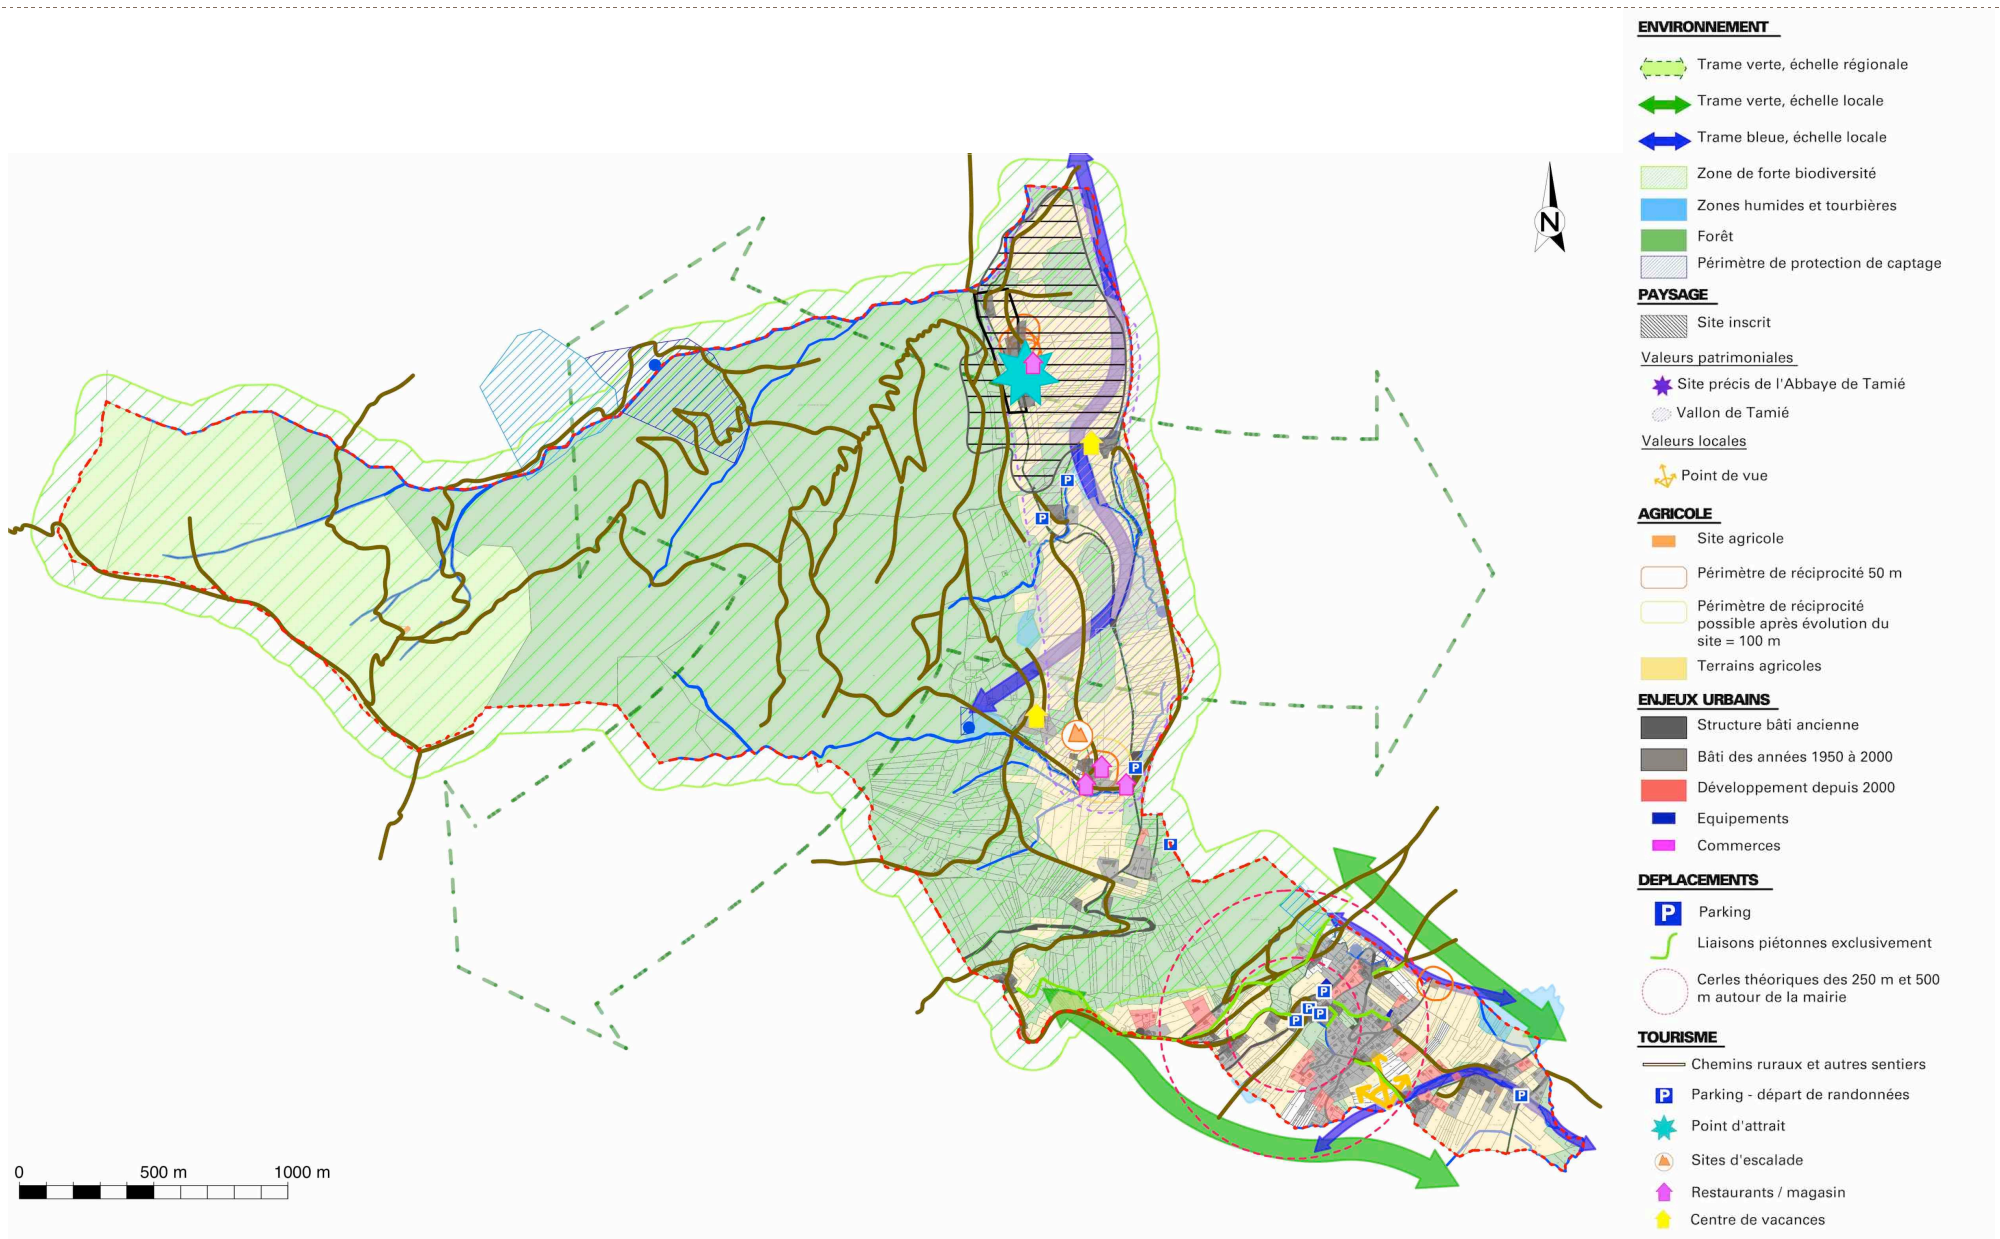 ENVIRONNEMENT
Trame verte, échelle régionale
Trame verte, échelle locale
Trame bleue, échelle locale
Zone de forte biodiversité
Zones humides et tourbières
Forêt
Périmètre de protection de captage
PAYSAGE
Site inscrit
Valeurs patrimoniales
Site précis de l'Abbaye de Tamié
Vallon de Tamié
Valeurs locales
Point de vue
AGRICOLE
Site agricole
Périmètre de réciprocité 50 m
Périmètre de réciprocité
possible après évolution du
site = 100 m
Terrains agricoles
ENJEUX URBAINS
Structure bâti ancienne
Bâti des années 1950 à 2000
Développement depuis 2000
Equipements
Commerces
DEPLACEMENTS
P Parking
Liaisons piétonnes exclusivement
Cerles théoriques des 250 m et 500
m autour de la mairie
TOURISME
Chemins ruraux et autres sentiers
P Parking - départ de randonnées
Point d'attrait
Sites d'escalade
Restaurants / magasin
Centre de vacances
N
P
P
P
P
P
P
P
P
P
0 500 m 1000 m